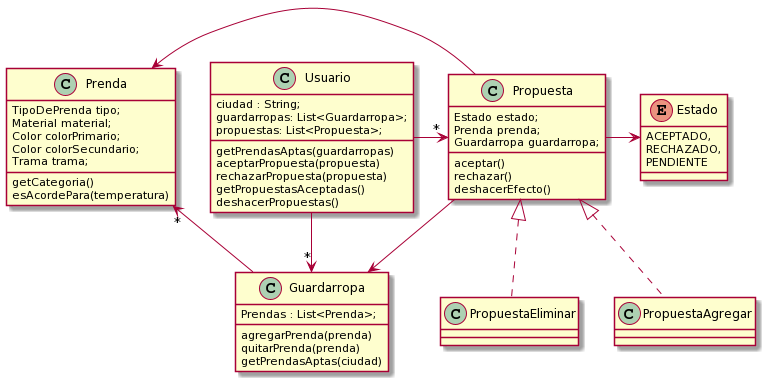 C Prenda
TipoDePrenda tipo;
Material material;
Color colorPrimario;
Color colorSecundario;
Trama trama;
getCategoria()
esAcordePara(temperatura)
C Usuario
ciudad : String;
guardarropas: List<Guardarropa>;
propuestas: List<Propuesta>;
getPrendasAptas(guardarropas)
aceptarPropuesta(propuesta)
rechazarPropuesta(propuesta)
getPropuestasAceptadas()
deshacerPropuestas()
*
C Propuesta
Estado estado;
Prenda prenda;
Guardarropa guardarropa;
aceptar()
rechazar()
deshacerEfecto()
E Estado
ACEPTADO,
RECHAZADO,
PENDIENTE
*
*
C Guardarropa
Prendas : List<Prenda>;
agregarPrenda(prenda)
quitarPrenda(prenda)
getPrendasAptas(ciudad)
C PropuestaEliminar
C PropuestaAgregar